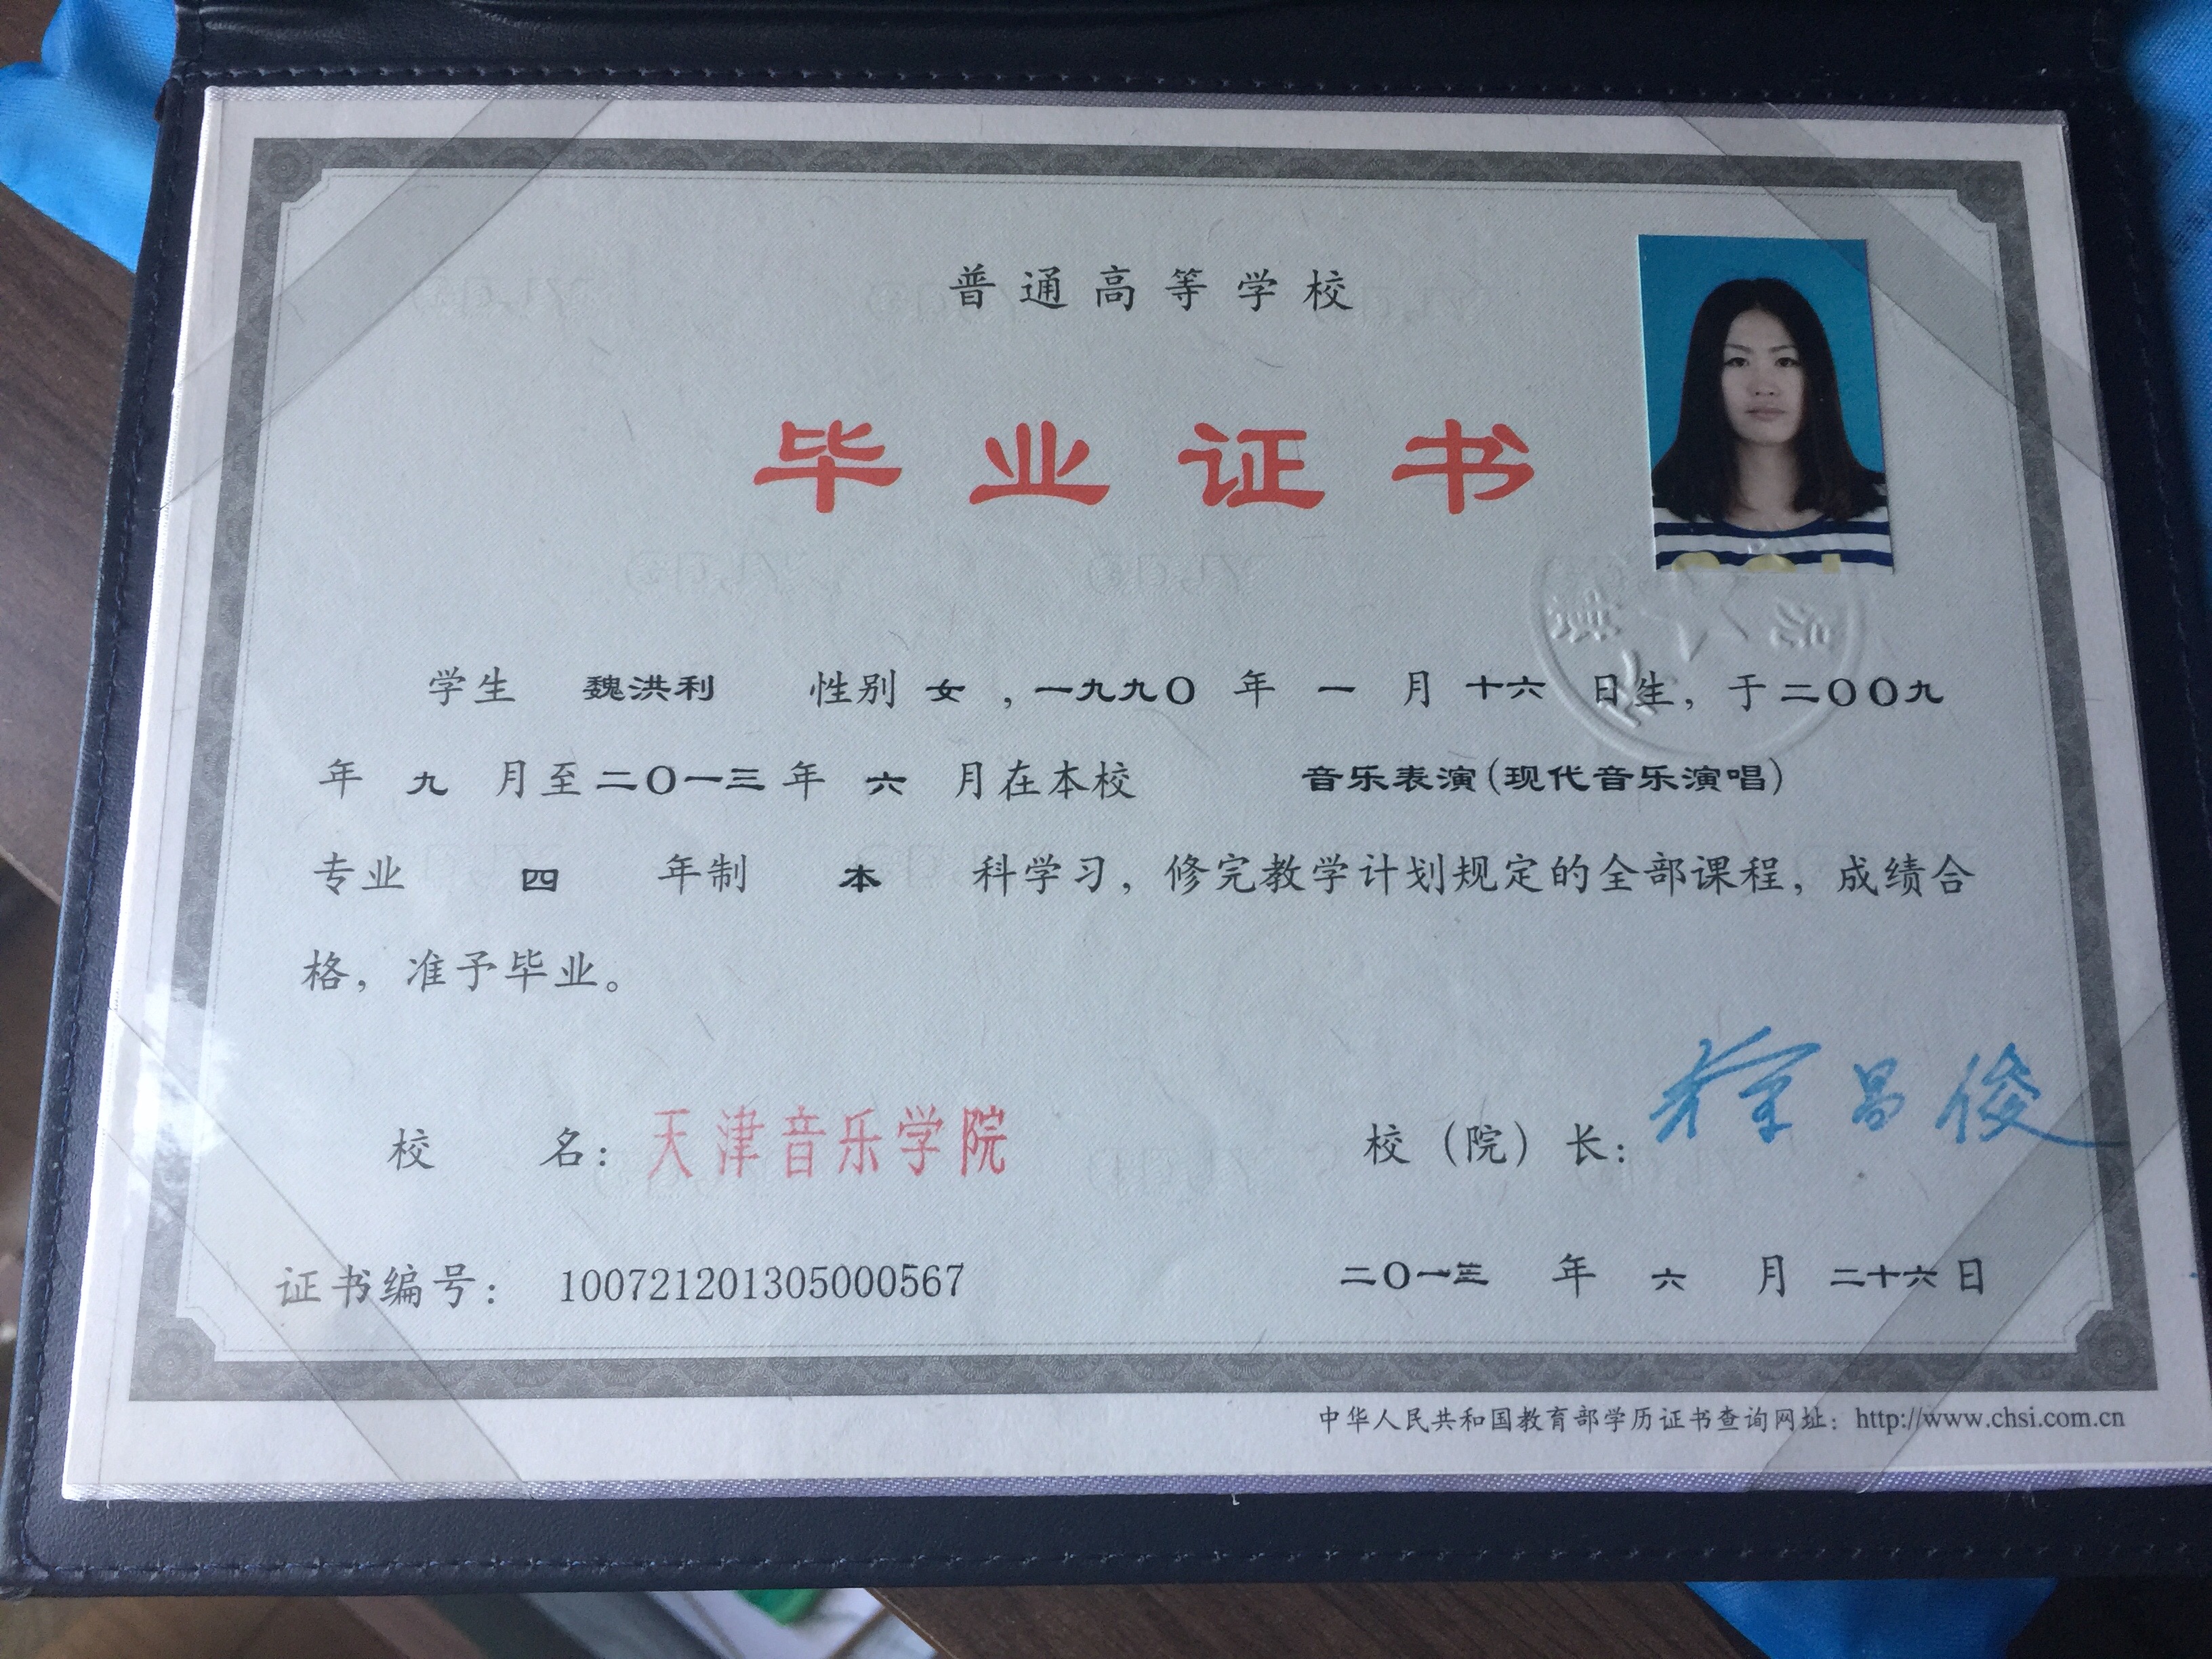 普通高等学校
毕业证书
学生 魏洪利 性别 女 ,一九九〇 年 一 月 十六 日生，于二〇〇九
年 九 月至二〇一三年 六 月在本校 音乐表演(现代音乐演唱)
专业 四 年制 本 科学习，修完教学计划规定的全部课程，成绩合
格，准予毕业。
校 名：天津音乐学院 校（院）长：徐昌俊
证书编号： 100721201305000567 二〇一三 年 六 月 二十六日
中华人民共和国教育部学历证书查询网址：http://www.chsi.com.cn